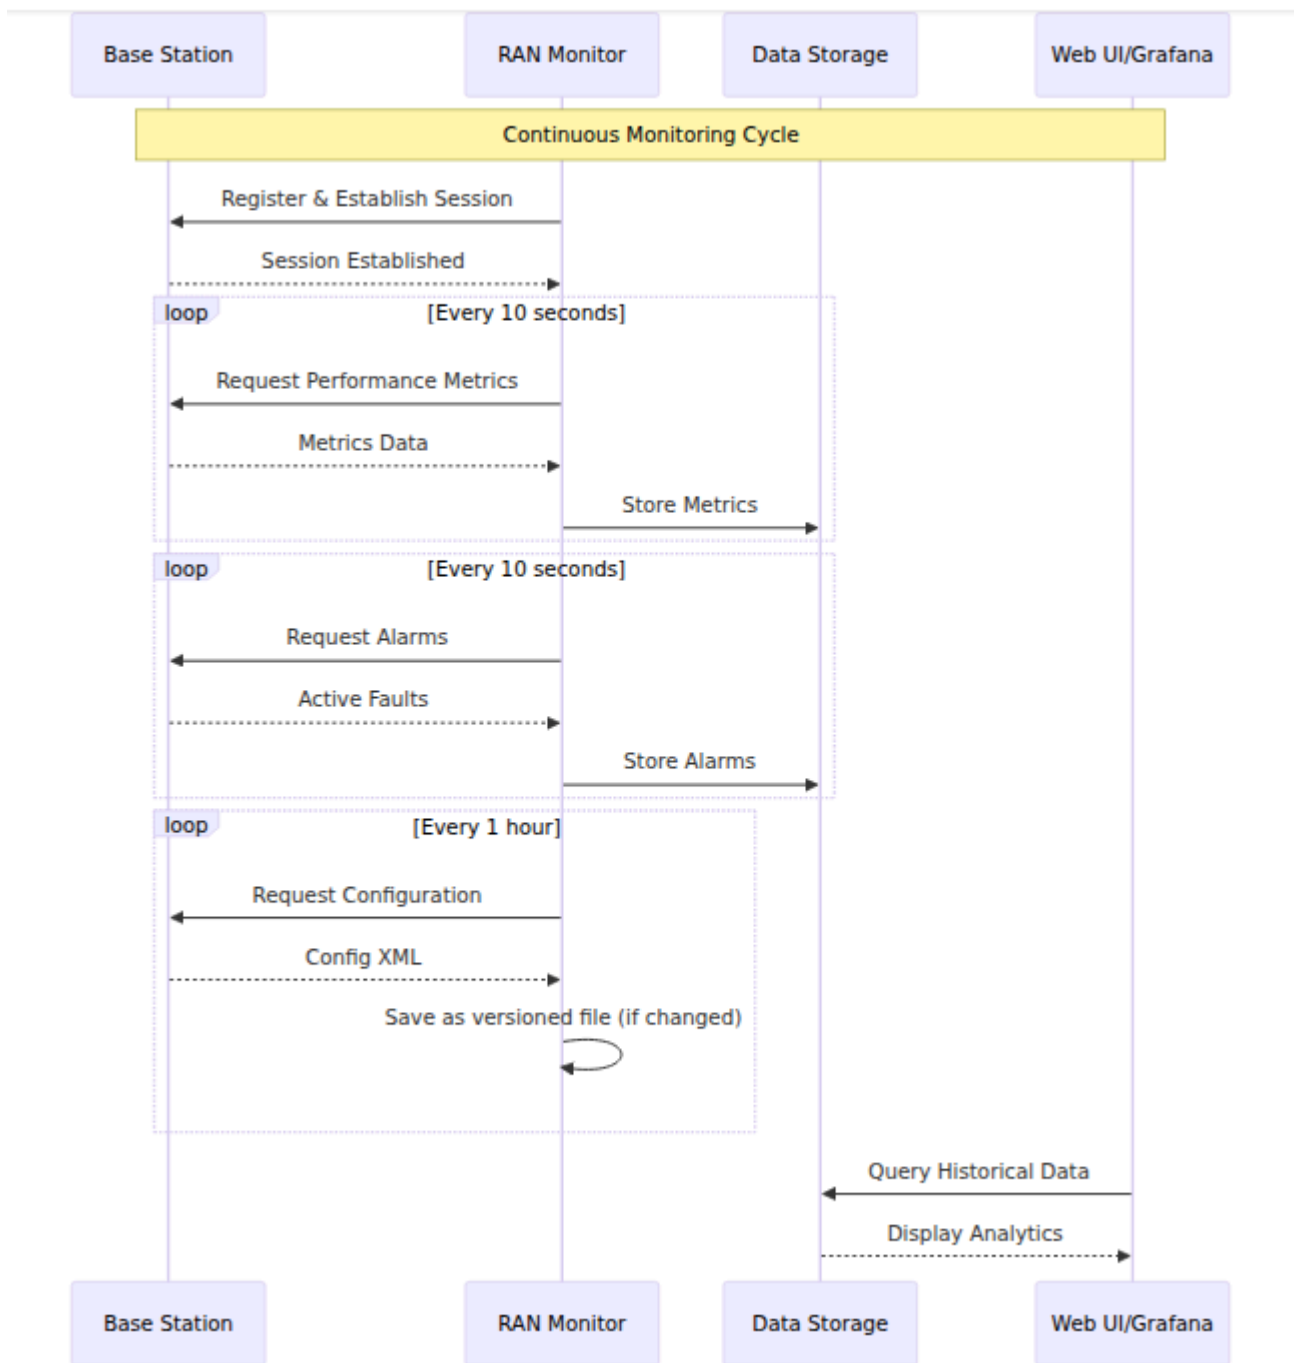 Base Station
RAN Monitor
Data Storage
Web UI/Grafana
Continuous Monitoring Cycle
Register & Establish Session
Session Established
loop
[Every 10 seconds]
Request Performance Metrics
Metrics Data
Store Metrics
loop
[Every 10 seconds]
Request Alarms
Active Faults
Store Alarms
loop
[Every 1 hour]
Request Configuration
Config XML
Save as versioned file (if changed)
Query Historical Data
Display Analytics
Base Station
RAN Monitor
Data Storage
Web UI/Grafana